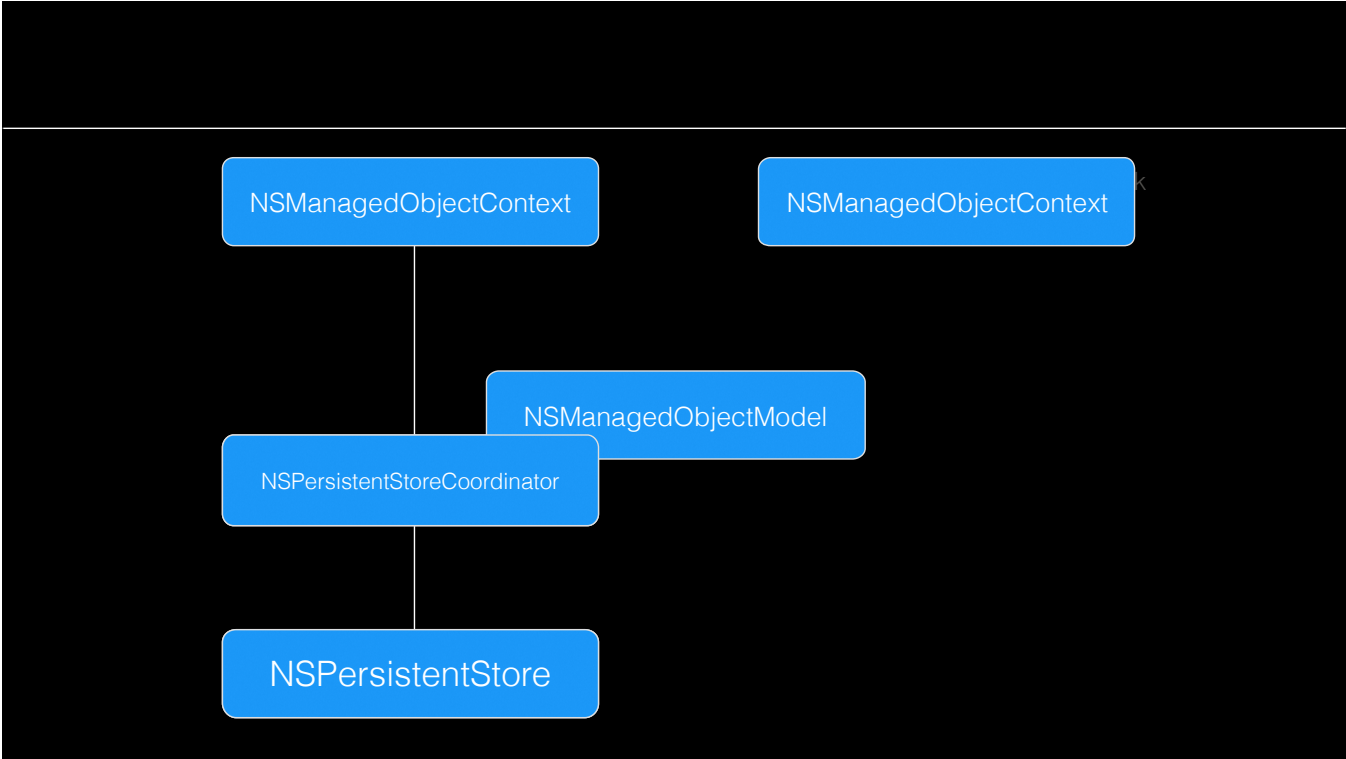 NSManagedObjectContext
NSManagedObjectContext
NSManagedObjectModel
NSPersistentStoreCoordinator
NSPersistentStore